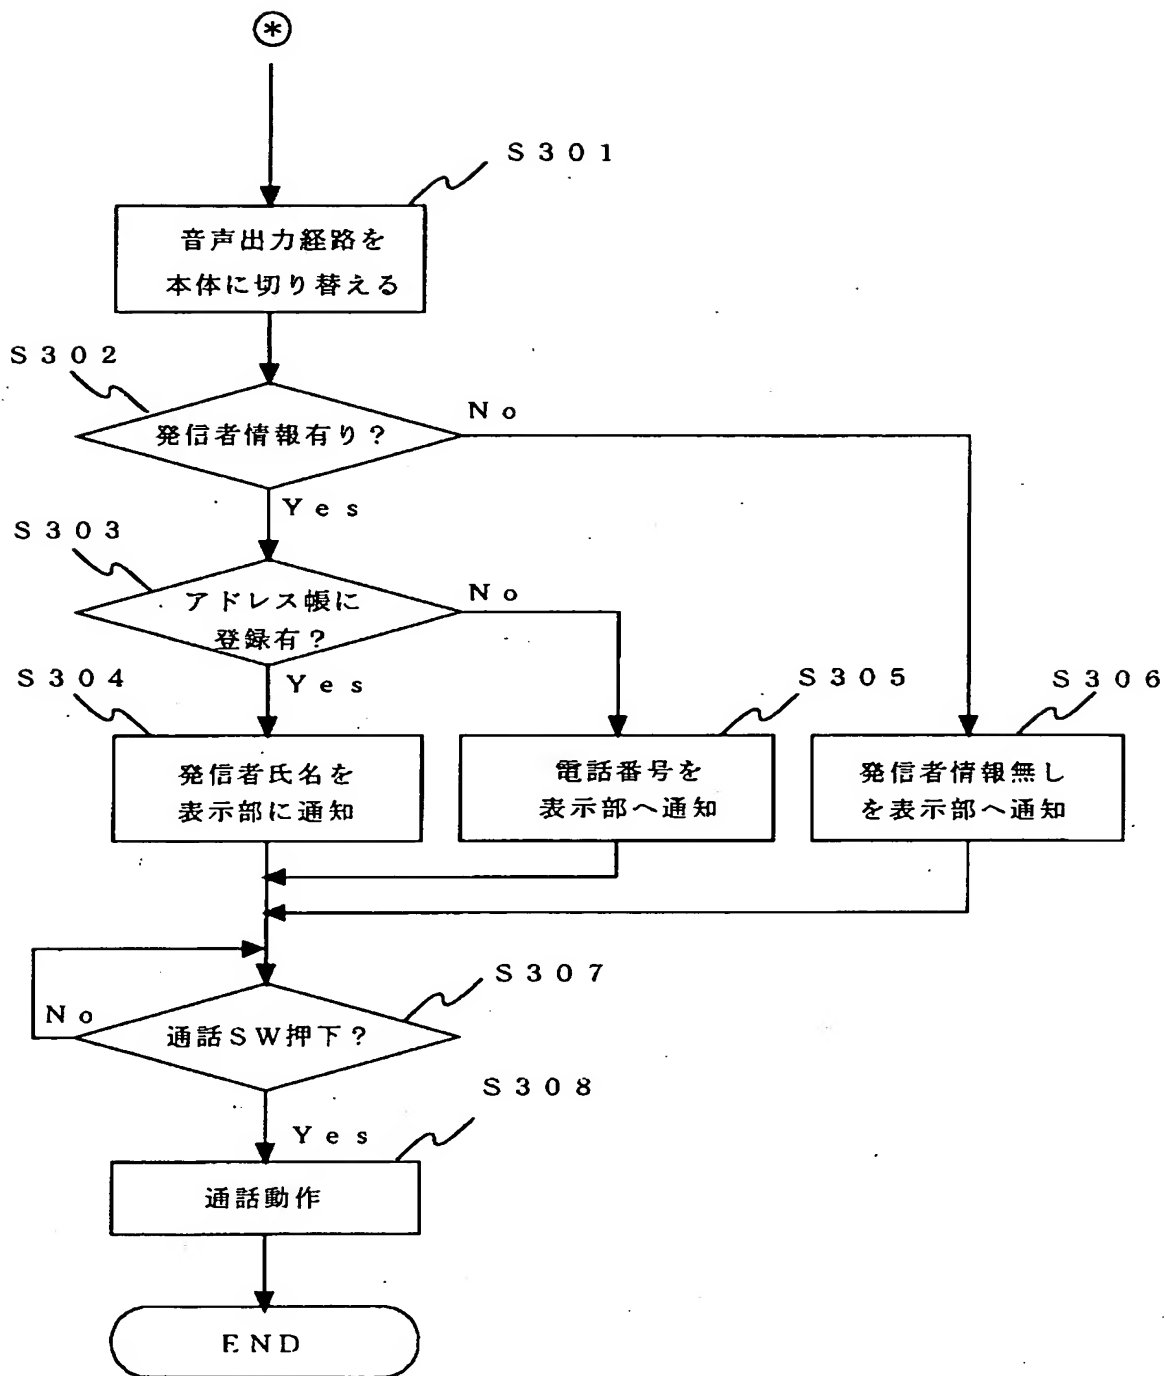 *
S301
音声出力経路を
本体に切り替える
S302
発信者情報有り？
No
Yes
S303
アドレス帳に
登録有？
No
Yes
S304
発信者氏名を
表示部に通知
S305
電話番号を
表示部へ通知
S306
発信者情報無し
を表示部へ通知
S307
通話SW押下？
No
Yes
S308
通話動作
END